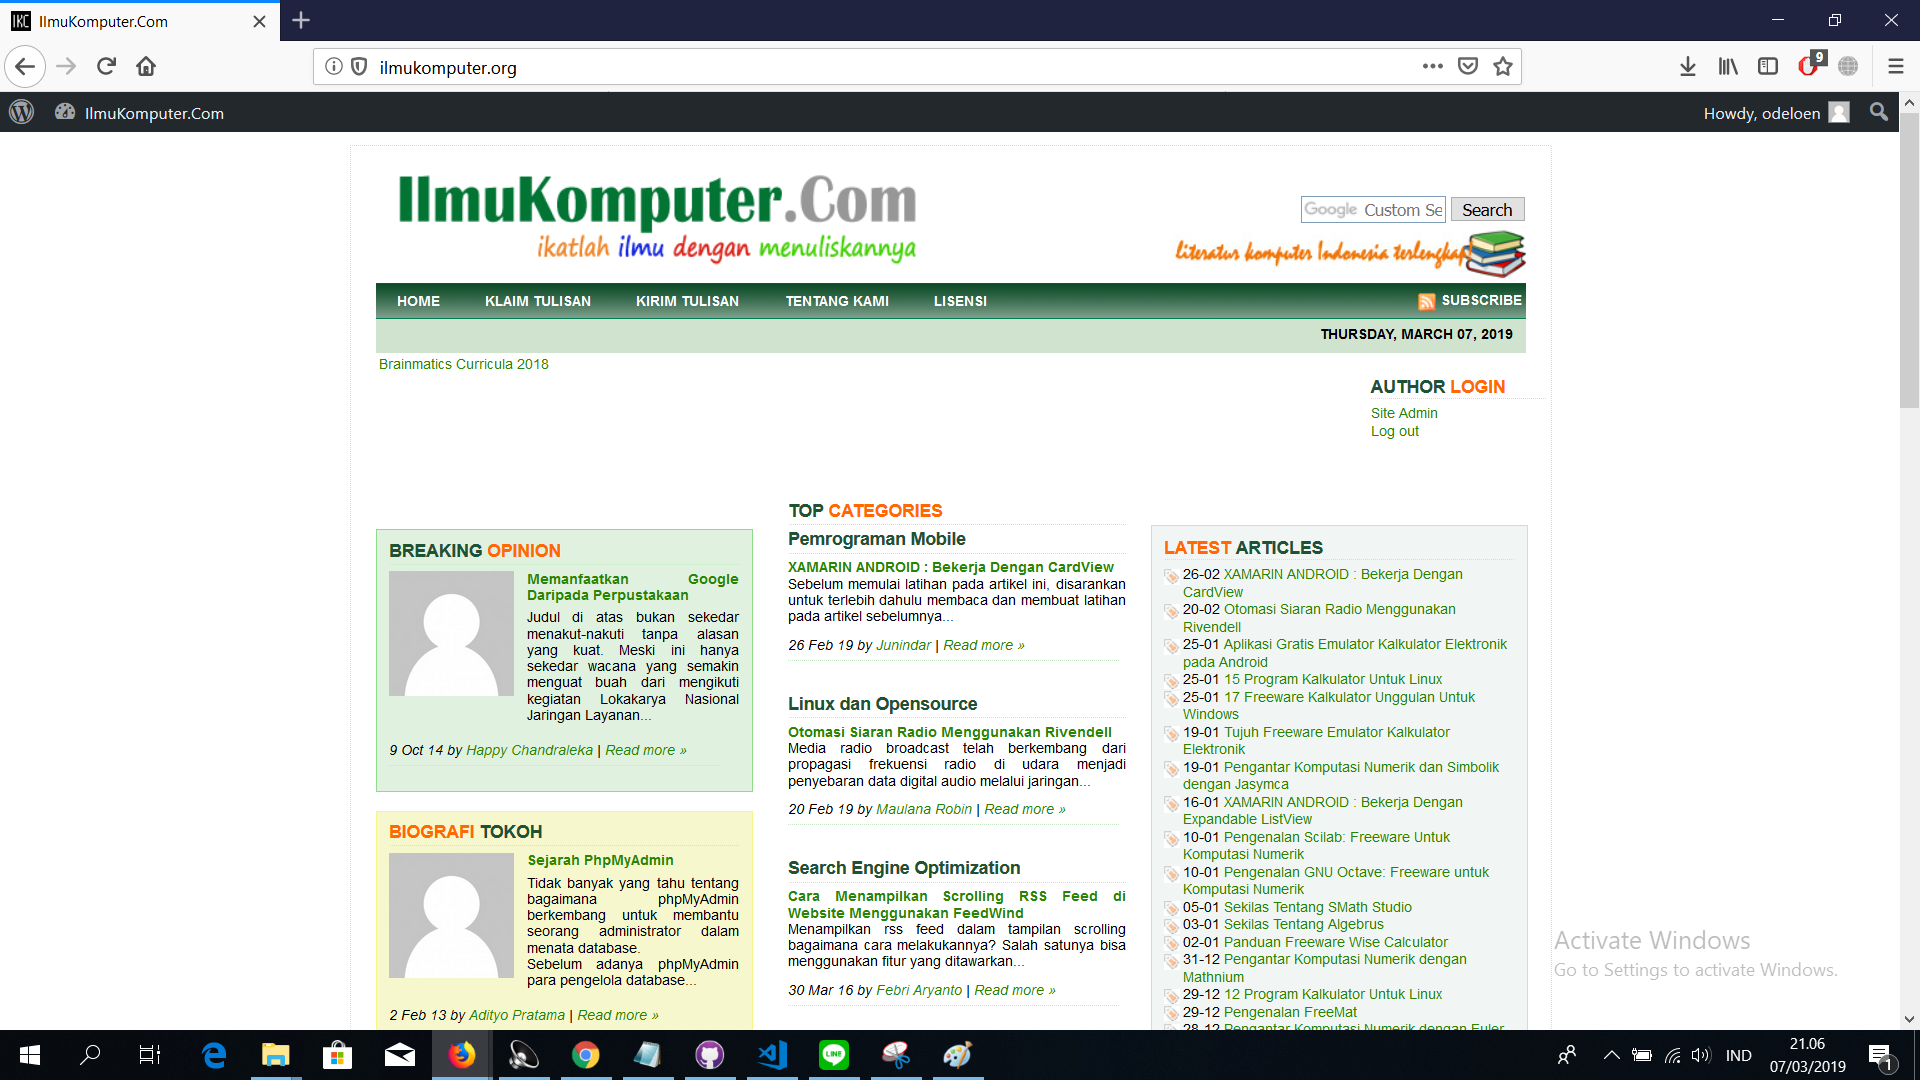 IlmuKomputer.Com
ilmukomputer.org
9
IlmuKomputer.Com
Howdy, odeloen
IlmuKomputer.Com
ikatlah ilmu dengan menuliskannya
Google Custom Se
Search
literatur komputer Indonesia terlengkap
HOME
KLAIM TULISAN
KIRIM TULISAN
TENTANG KAMI
LISENSI
SUBSCRIBE
THURSDAY, MARCH 07, 2019
Brainmatics Curricula 2018
AUTHOR LOGIN
Site Admin
Log out
BREAKING OPINION
Memanfaatkan Google
Daripada Perpustakaan
Judul di atas bukan sekedar
menakut-nakuti tanpa alasan
yang kuat. Meski ini hanya
sekedar wacana yang semakin
menguat buah dari mengikuti
kegiatan Lokakarya Nasional
Jaringan Layanan...
9 Oct 14 by Happy Chandraleka | Read more »
BIOGRAFI TOKOH
Sejarah PhpMyAdmin
Tidak banyak yang tahu tentang
bagaimana phpMyAdmin
berkembang untuk membantu
seorang administrator dalam
menata database.
Sebelum adanya phpMyAdmin
para pengelola database...
2 Feb 13 by Adityo Pratama | Read more »
TOP CATEGORIES
Pemrograman Mobile
XAMARIN ANDROID : Bekerja Dengan CardView
Sebelum memulai latihan pada artikel ini, disarankan
untuk terlebih dahulu membaca dan membuat latihan
pada artikel sebelumnya...
26 Feb 19 by Junindar | Read more »
Linux dan Opensource
Otomasi Siaran Radio Menggunakan Rivendell
Media radio broadcast telah berkembang dari
propagasi frekuensi radio di udara menjadi
penyebaran data digital audio melalui jaringan...
20 Feb 19 by Maulana Robin | Read more »
Search Engine Optimization
Cara Menampilkan Scrolling RSS Feed di
Website Menggunakan FeedWind
Menampilkan rss feed dalam tampilan scrolling
bagaimana cara melakukannya? Salah satunya bisa
menggunakan fitur yang ditawarkan...
30 Mar 16 by Febri Aryanto | Read more »
LATEST ARTICLES
26-02 XAMARIN ANDROID : Bekerja Dengan
CardView
20-02 Otomasi Siaran Radio Menggunakan
Rivendell
25-01 Aplikasi Gratis Emulator Kalkulator Elektronik
pada Android
25-01 15 Program Kalkulator Untuk Linux
25-01 17 Freeware Kalkulator Unggulan Untuk
Windows
19-01 Tujuh Freeware Emulator Kalkulator
Elektronik
19-01 Pengantar Komputasi Numerik dan Simbolik
dengan Jasymca
16-01 XAMARIN ANDROID : Bekerja Dengan
Expandable ListView
10-01 Pengenalan Scilab: Freeware Untuk
Komputasi Numerik
10-01 Pengenalan GNU Octave: Freeware untuk
Komputasi Numerik
05-01 Sekilas Tentang SMath Studio
03-01 Sekilas Tentang Algebrus
02-01 Panduan Freeware Wise Calculator
31-12 Pengantar Komputasi Numerik dengan
Mathnium
29-12 12 Program Kalkulator Untuk Linux
29-12 Pengenalan FreeMat
28-12 Pengantar Komputasi Numerik dengan Euler
Activate Windows
Go to Settings to activate Windows.
LINE
IND
21.06
07/03/2019
1